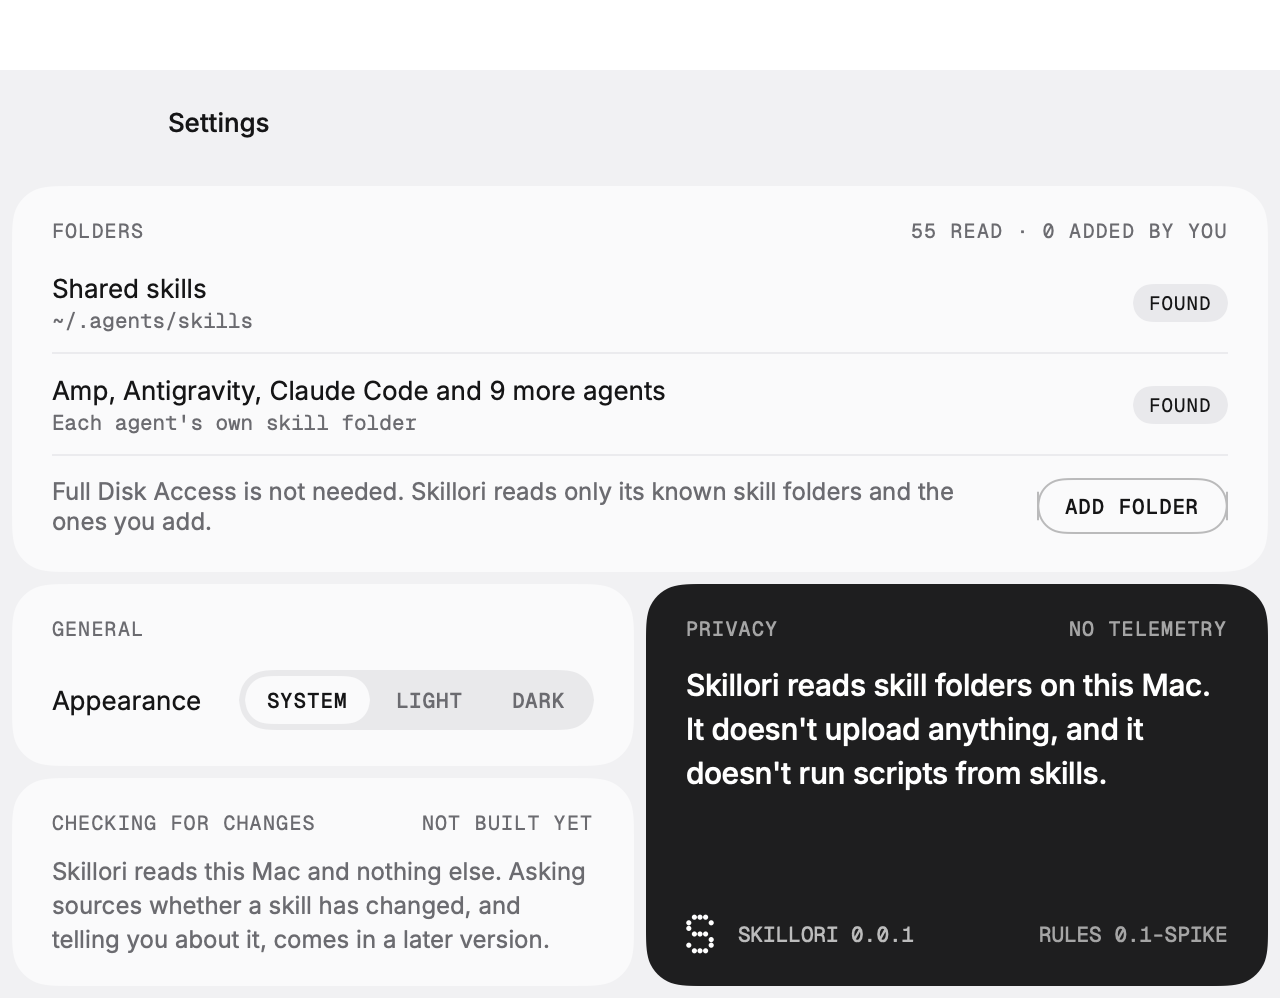 Settings
FOLDERS
55 READ · 0 ADDED BY YOU
Shared skills
~/.agents/skills
FOUND
Amp, Antigravity, Claude Code and 9 more agents
Each agent's own skill folder
FOUND
Full Disk Access is not needed. Skillori reads only its known skill folders and the
ones you add.
ADD FOLDER
GENERAL
Appearance
SYSTEM
LIGHT
DARK
CHECKING FOR CHANGES
NOT BUILT YET
Skillori reads this Mac and nothing else. Asking
sources whether a skill has changed, and
telling you about it, comes in a later version.
PRIVACY
NO TELEMETRY
Skillori reads skill folders on this Mac.
It doesn't upload anything, and it
doesn't run scripts from skills.
S
SKILLORI 0.0.1
RULES 0.1-SPIKE